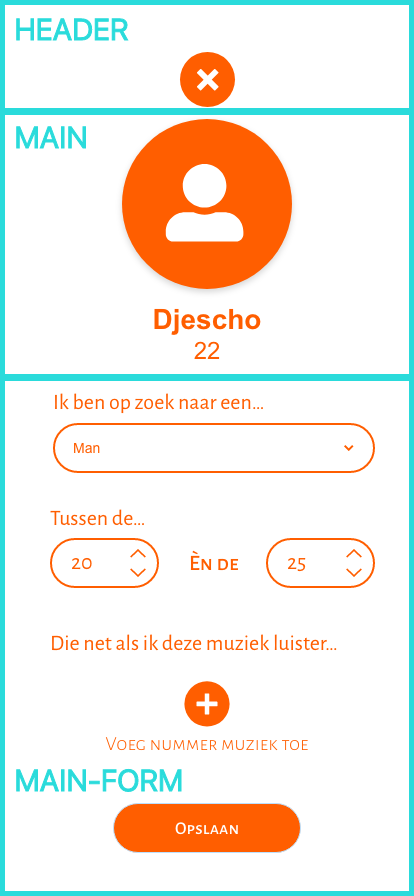 HEADER
MAIN
Djescho
22
Ik ben op zoek naar een...
Man
Tussen de...
20 Èn de 25
Die net als ik deze muziek luister...
Voeg nummer muziek toe
MAIN-FORM
Opslaan